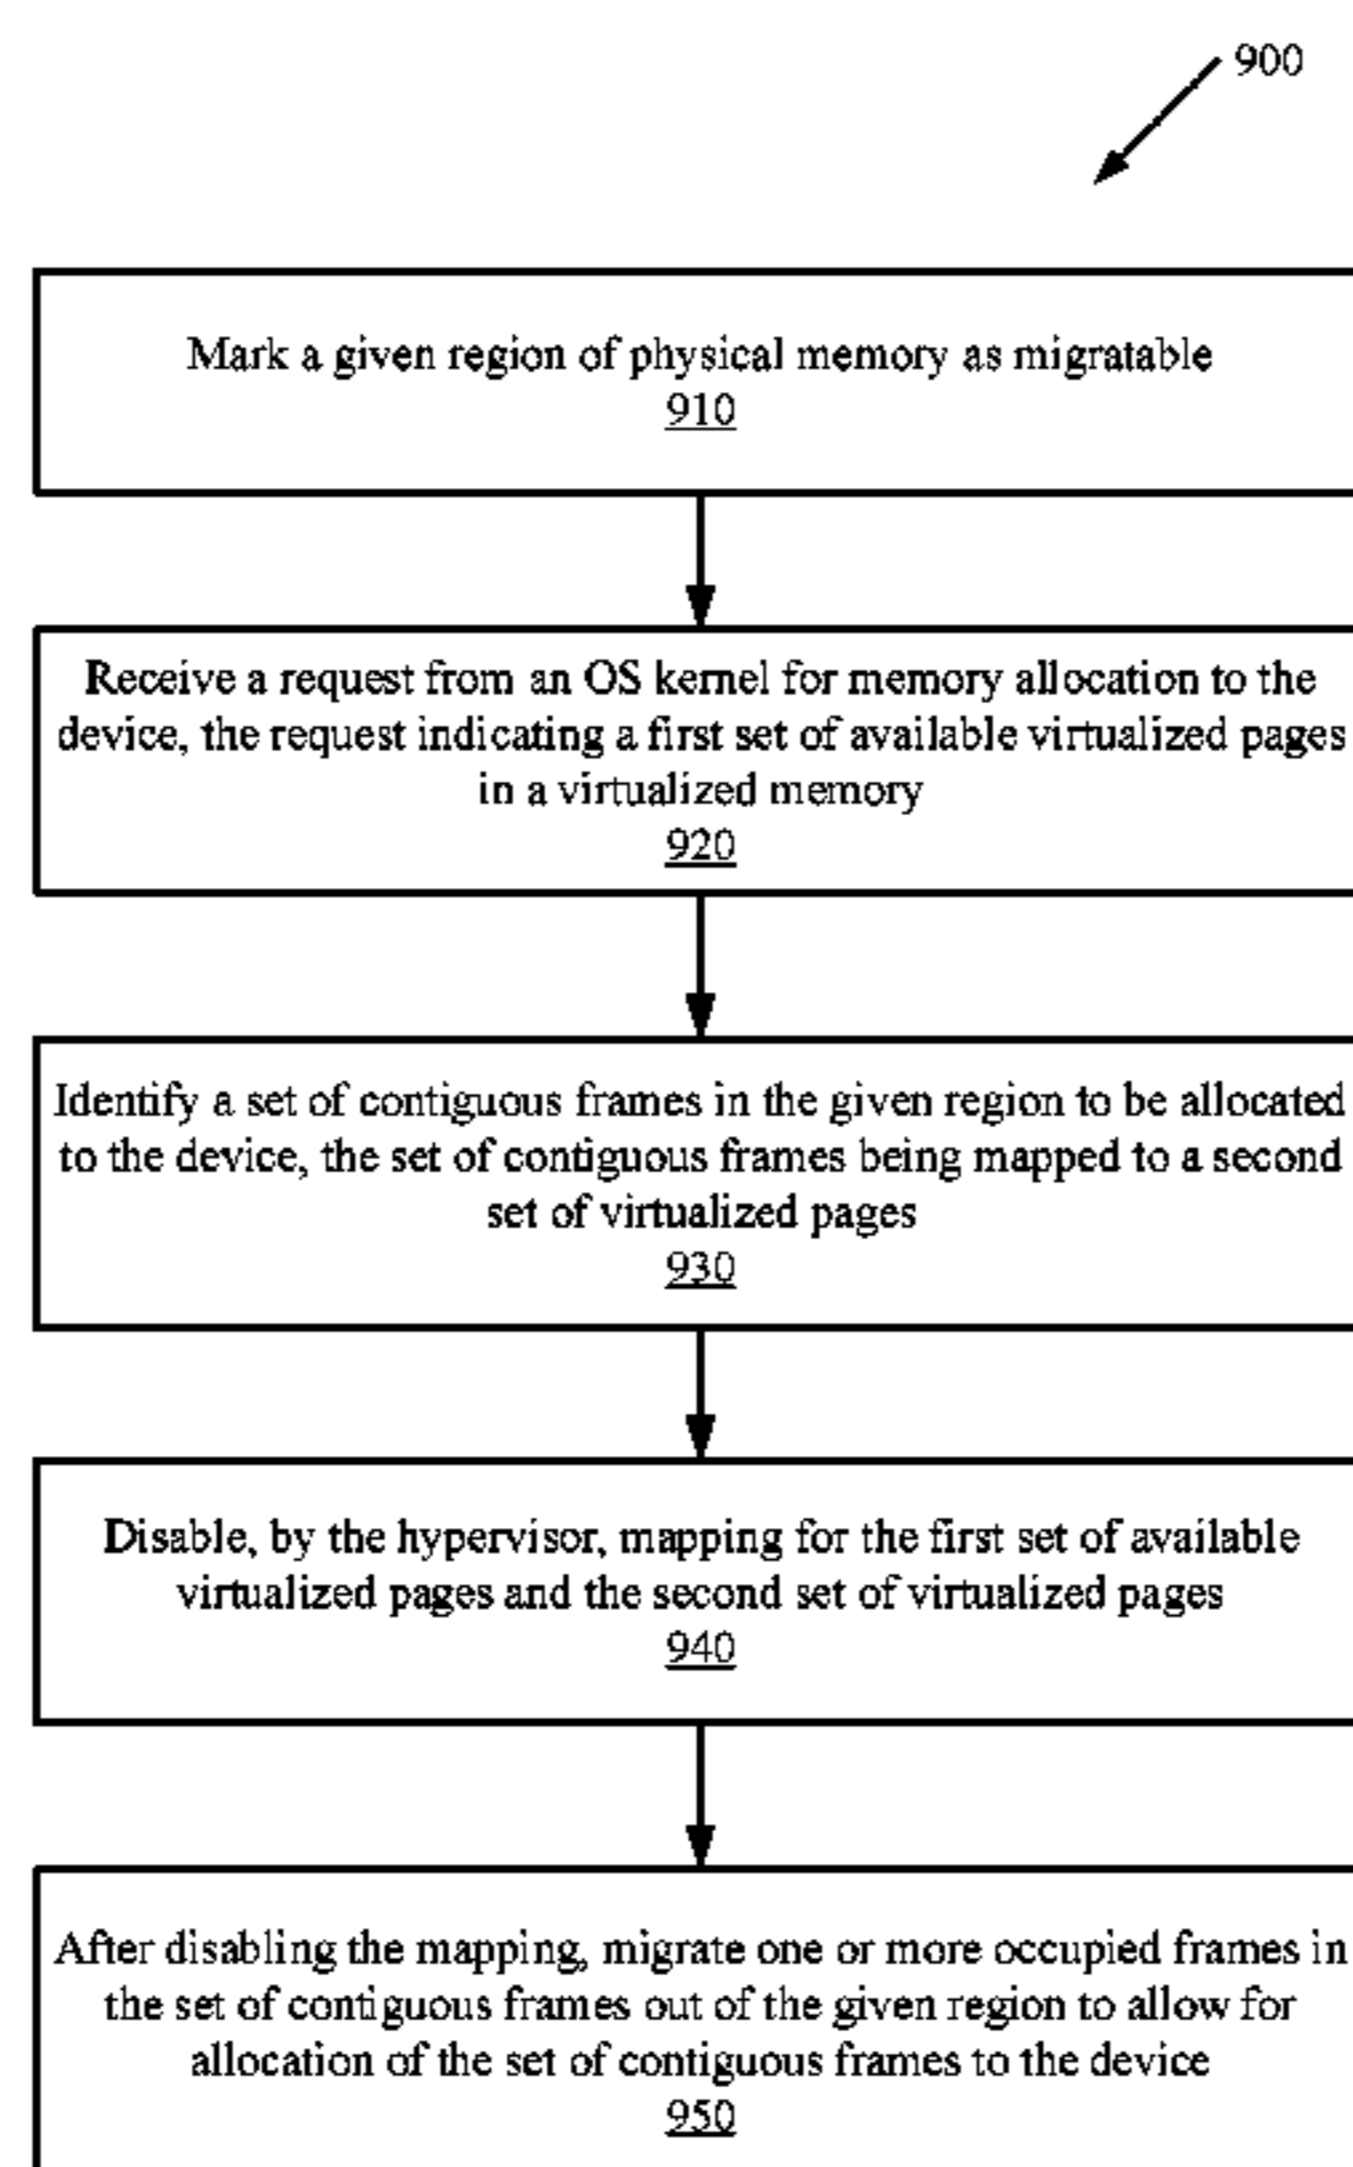 900
Mark a given region of physical memory as migratable
910
Receive a request from an OS kernel for memory allocation to the
device, the request indicating a first set of available virtualized pages
in a virtualized memory
920
Identify a set of contiguous frames in the given region to be allocated
to the device, the set of contiguous frames being mapped to a second
set of virtualized pages
930
Disable, by the hypervisor, mapping for the first set of available
virtualized pages and the second set of virtualized pages
940
After disabling the mapping, migrate one or more occupied frames in
the set of contiguous frames out of the given region to allow for
allocation of the set of contiguous frames to the device
950